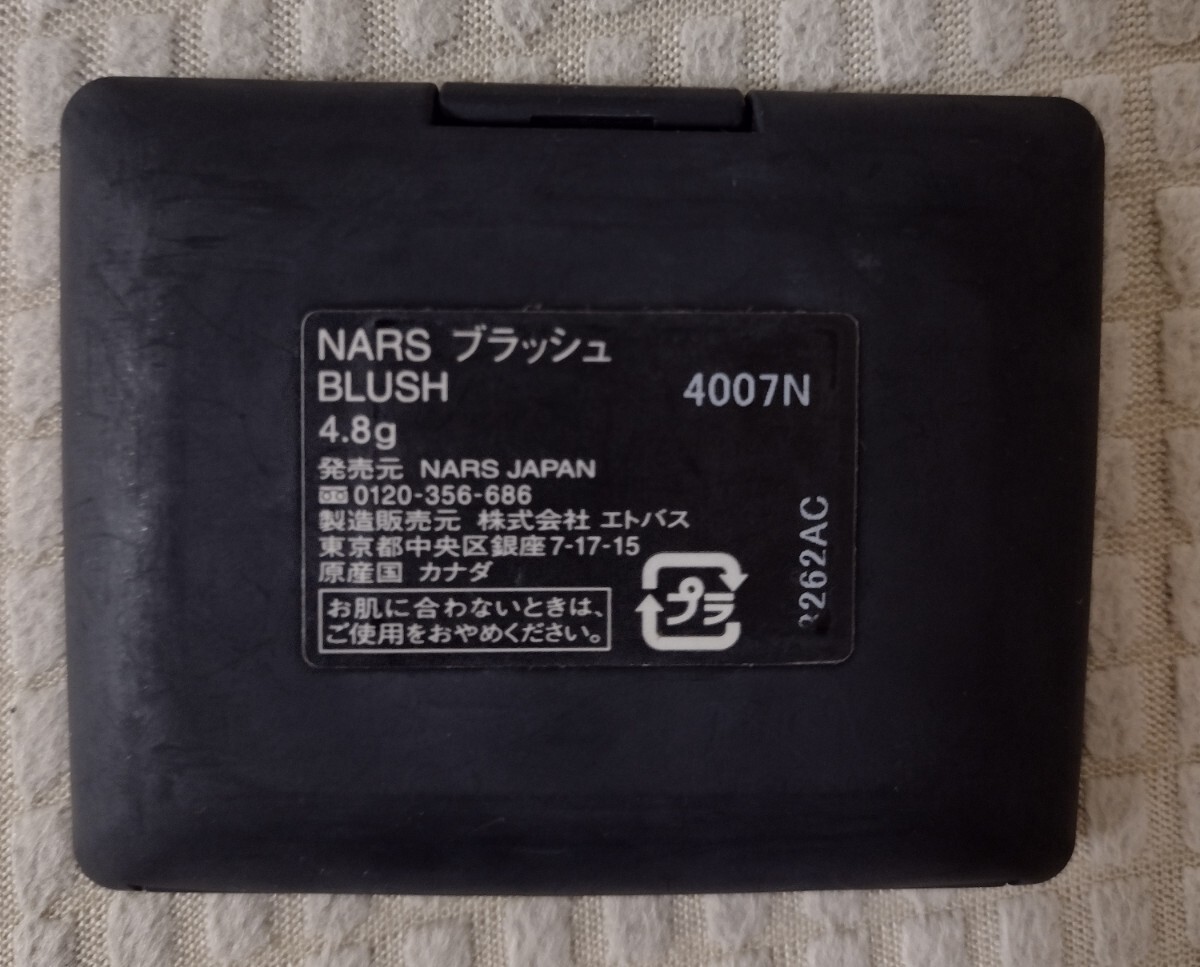 NARS ブラッシュ
BLUSH
4007N
4.8g
発売元 NARS JAPAN
0120-356-686
製造販売元 株式会社 エトバス
東京都中央区銀座7-17-15
原産国 カナダ
お肌に合わないときは、
ご使用をおやめください。
プラ